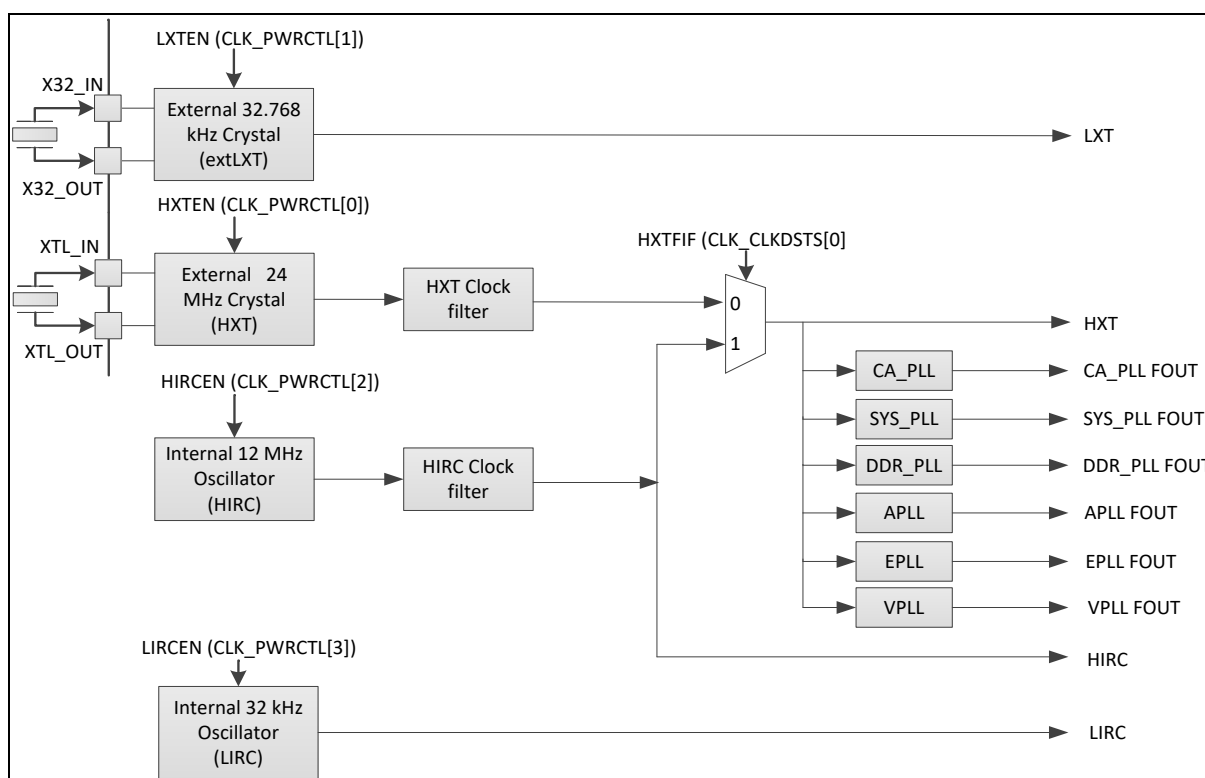 LXTEN (CLK_PWRCTL[1])
X32_IN
External 32.768
kHz Crystal
(extLXT)
LXT
X32_OUT
HXTEN (CLK_PWRCTL[0])
XTL_IN
HXTFIF (CLK_CLKDSTS[0]
External 24
MHz Crystal
(HXT)
HXT Clock
filter
0
1
HXT
XTL_OUT
CA_PLL
CA_PLL FOUT
HIRCEN (CLK_PWRCTL[2])
SYS_PLL
SYS_PLL FOUT
Internal 12 MHz
Oscillator
(HIRC)
HIRC Clock
filter
DDR_PLL
DDR_PLL FOUT
APLL
APLL FOUT
EPLL
EPLL FOUT
VPLL
VPLL FOUT
LIRCEN (CLK_PWRCTL[3])
HIRC
Internal 32 kHz
Oscillator
(LIRC)
LIRC